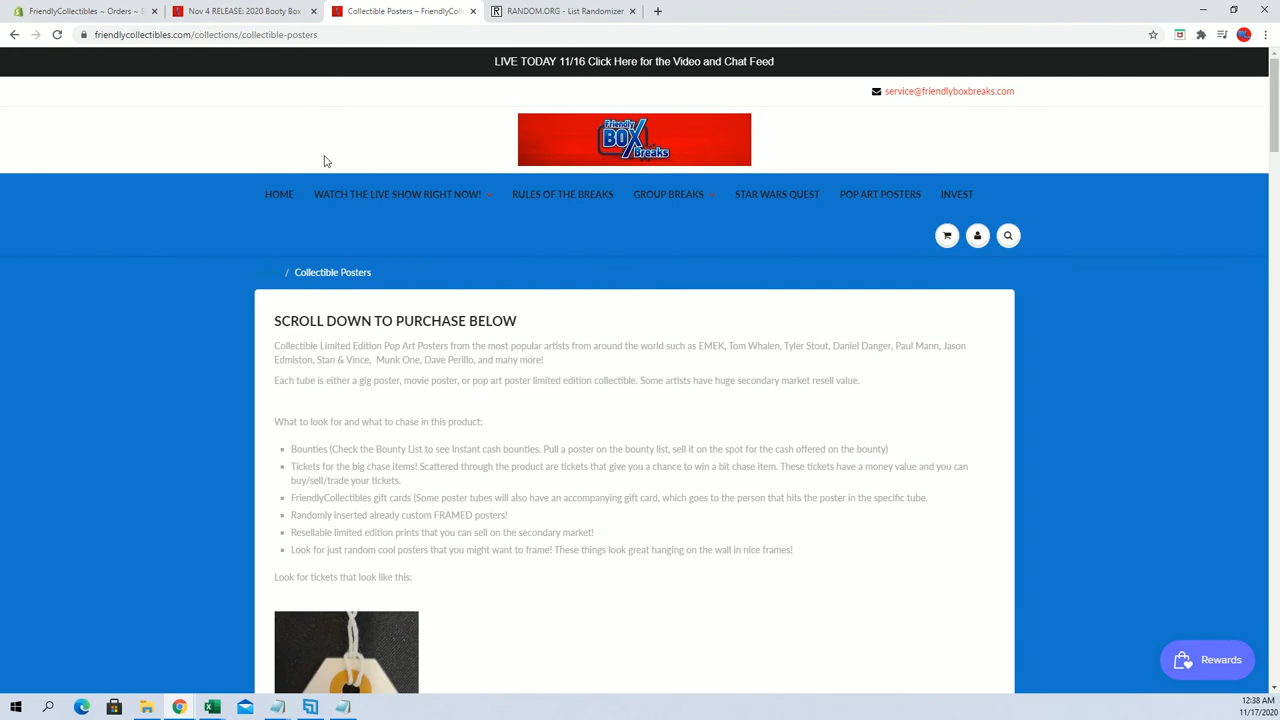 FriendlyCollectibles ~ Orders ~ S
Nov 4 RELEASE: 2020 Booty Box
Collectible Posters – FriendlyColl
RANDOM.ORG - List Randomizer
friendlycollectibles.com/collections/collectible-posters
LIVE TODAY 11/16 Click Here for the Video and Chat Feed
service@friendlyboxbreaks.com
Friendly
BOX
Breaks
HOME
WATCH THE LIVE SHOW RIGHT NOW!
RULES OF THE BREAKS
GROUP BREAKS
STAR WARS QUEST
POP ART POSTERS
INVEST
/ Collectible Posters
SCROLL DOWN TO PURCHASE BELOW
Collectible Limited Edition Pop Art Posters from the most popular artists from around the world such as EMEK, Tom Whalen, Tyler Stout, Daniel Danger, Paul Mann, Jason
Edmiston, Stan & Vince, Munk One, Dave Perillo, and many more!
Each tube is either a gig poster, movie poster, or pop art poster limited edition collectible. Some artists have huge secondary market resell value.
What to look for and what to chase in this product:
Bounties (Check the Bounty List to see Instant cash bounties. Pull a poster on the bounty list, sell it on the spot for the cash offered on the bounty)
Tickets for the big chase items! Scattered through the product are tickets that give you a chance to win a bit chase item. These tickets have a money value and you can
buy/sell/trade your tickets.
FriendlyCollectibles gift cards (Some poster tubes will also have an accompanying gift card, which goes to the person that hits the poster in the specific tube.
Randomly inserted already custom FRAMED posters!
Resellable limited edition prints that you can sell on the secondary market!
Look for just random cool posters that you might want to frame! These things look great hanging on the wall in nice frames!
Look for tickets that look like this:
Rewards
12:38 AM
11/17/2020